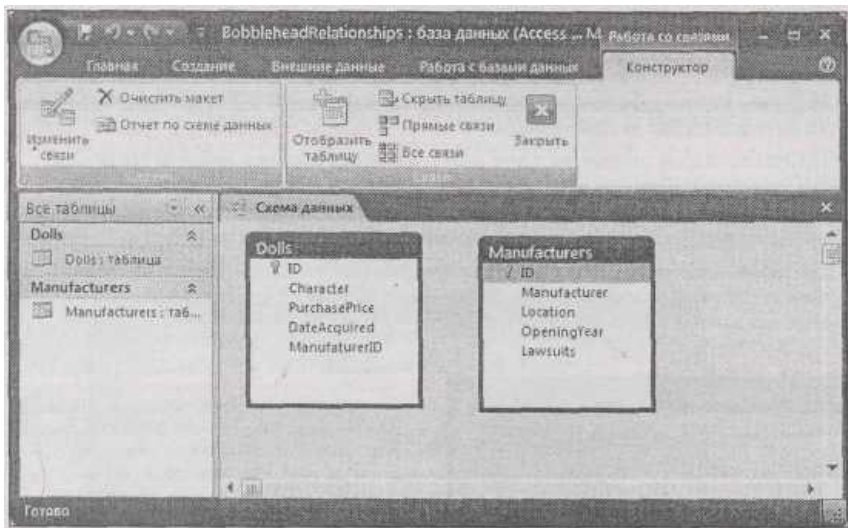 BobbleheadRelationships : база данных (Access ... M Работа со связями
Главная Создание Внешние данные Работа с базами данных Конструктор
Изменить связи
Очистить макет
Отчет по схеме данных
Отобразить таблицу
Скрыть таблицу
Прямые связи
Все связи
Закрыть
Все таблицы
Dolls
Dolls : таблица
Manufacturers
Manufacturers : таб...
Схема данных
Dolls
ID
Character
PurchasePrice
DateAcquired
ManufaturerID
Manufacturers
ID
Manufacturer
Location
OpeningYear
Lawsuits
Готово